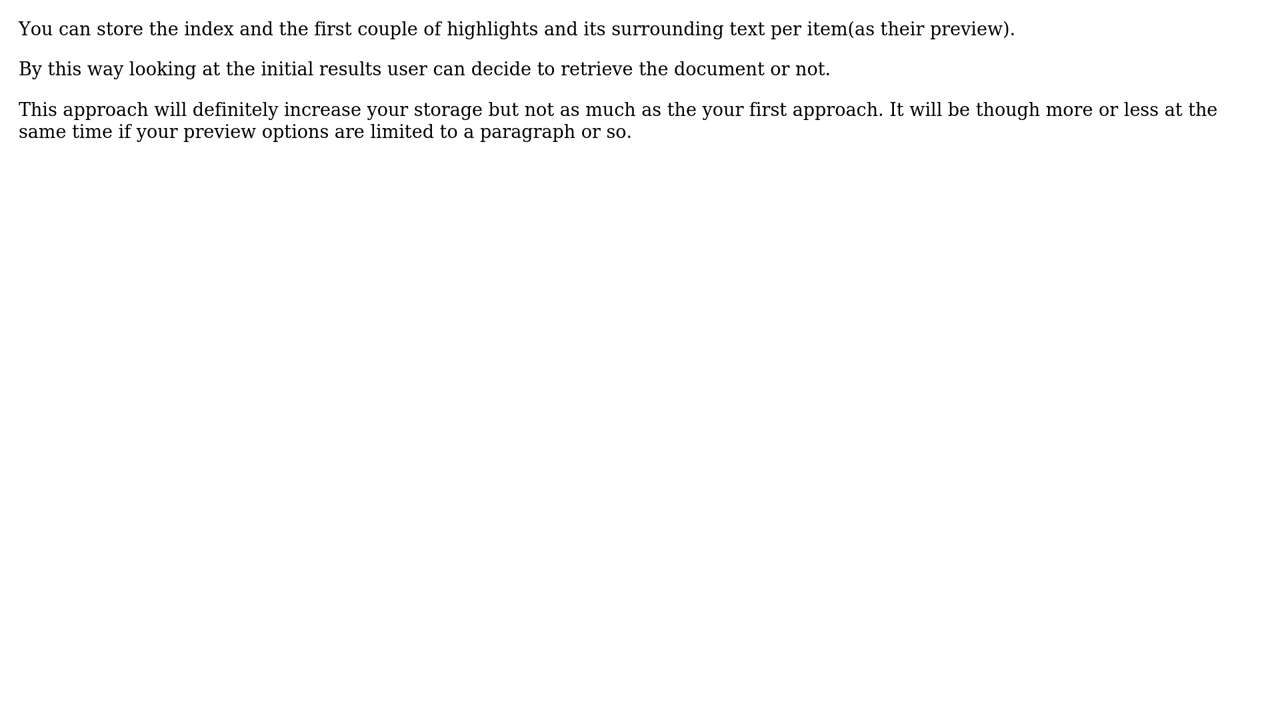 You can store the index and the first couple of highlights and its surrounding text per item(as their preview).
By this way looking at the initial results user can decide to retrieve the document or not.
This approach will definitely increase your storage but not as much as the your first approach. It will be though more or less at the
same time if your preview options are limited to a paragraph or so.